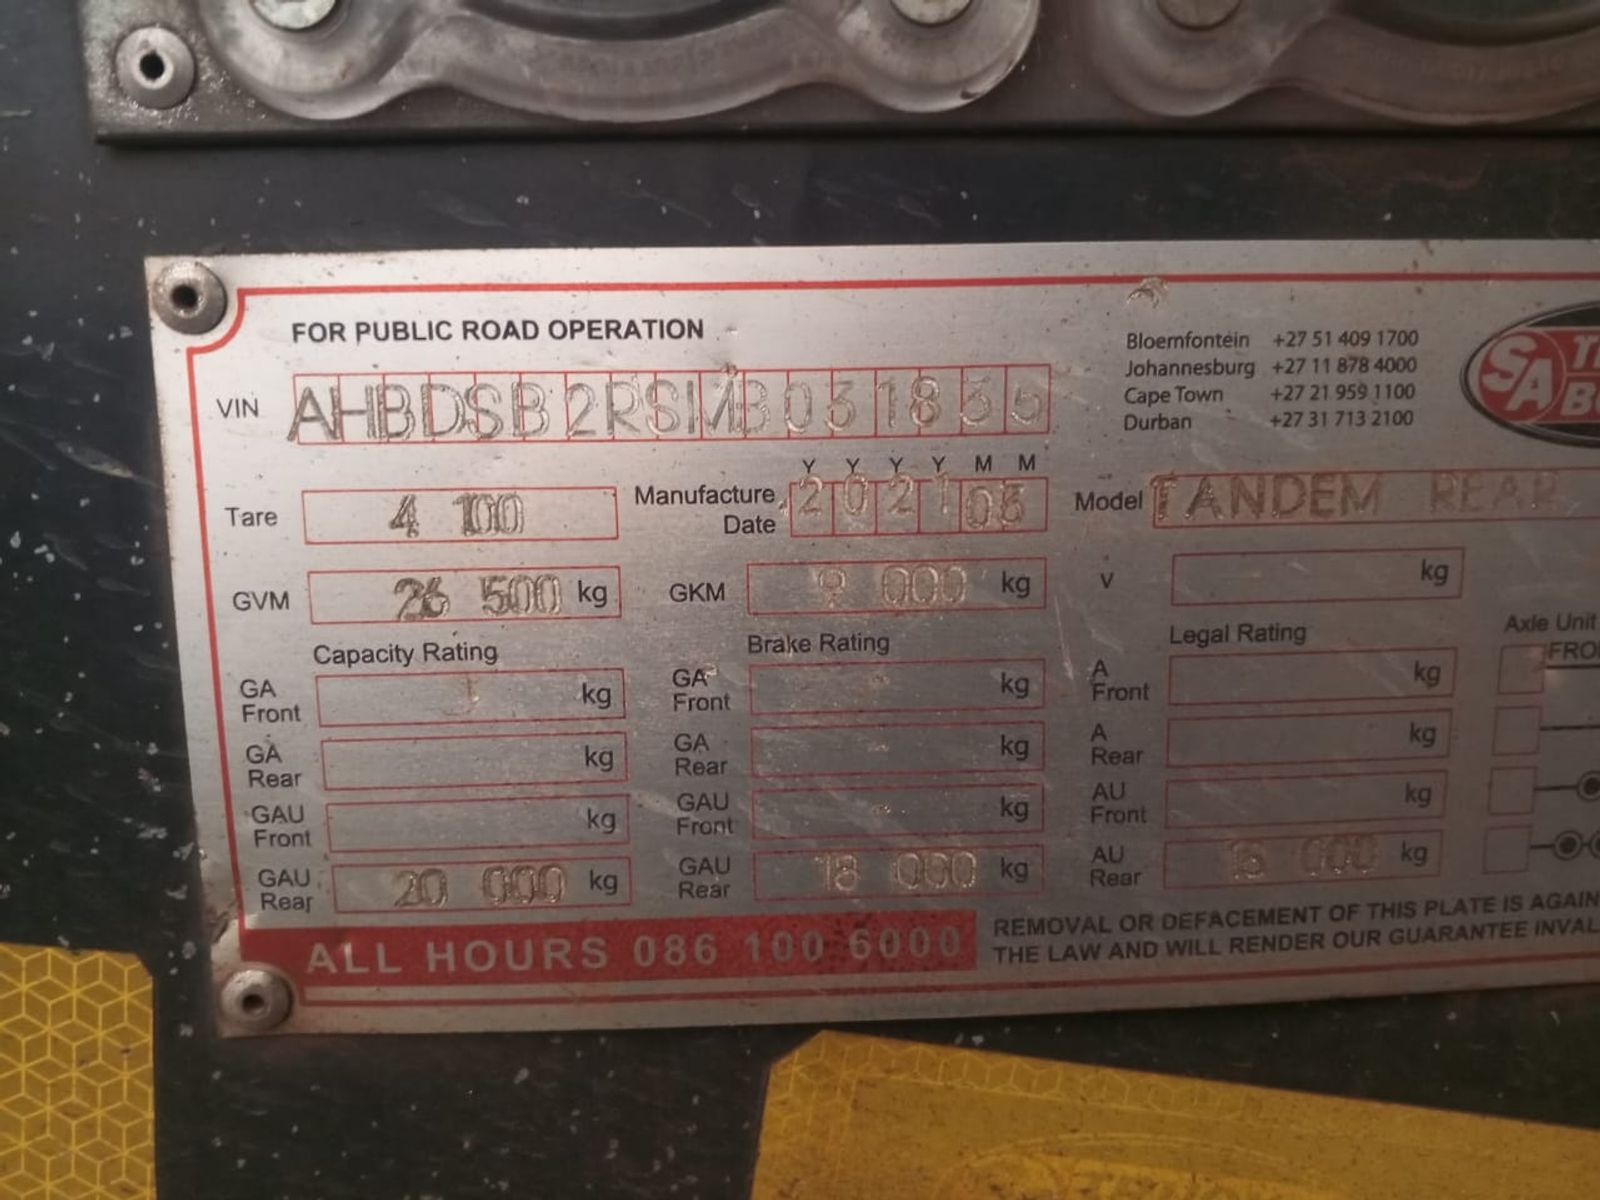 FOR PUBLIC ROAD OPERATION
Bloemfontein +27 51 409 1700
Johannesburg +27 11 878 4000
Cape Town +27 21 959 1100
Durban +27 31 713 2100
SA
VIN AHBDSB2RSMB031835
Y Y Y Y M M
Tare 4 100
Manufacture Date 2021 03
Model TANDEM REAR
GVM 26 500 kg
GKM 9 000 kg
V kg
Capacity Rating
Brake Rating
Legal Rating
Axle Unit
GA Front kg
GA Front kg
A Front kg
GA Rear kg
GA Rear kg
A Rear kg
GAU Front kg
GAU Front kg
AU Front kg
GAU Rear 20 000 kg
GAU Rear 18 000 kg
AU Rear kg
ALL HOURS 086 100 6000
REMOVAL OR DEFACEMENT OF THIS PLATE IS AGAIN
THE LAW AND WILL RENDER OUR GUARANTEE INVAL